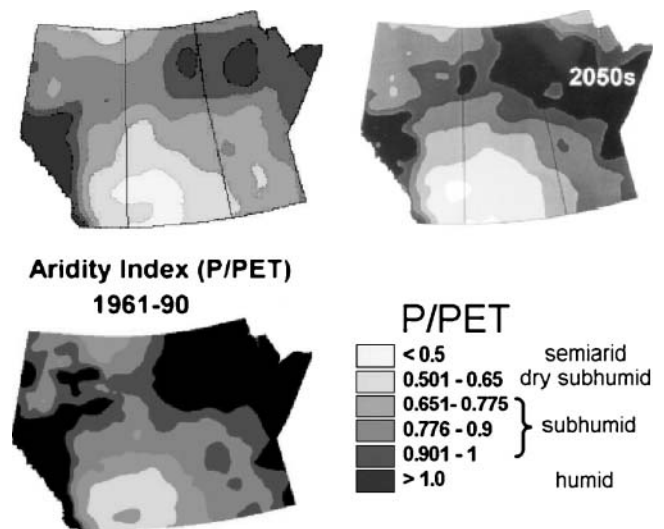 2050s
Aridity Index (P/PET)
1961-90
P/PET
< 0.5 semiarid
0.501 - 0.65 dry subhumid
0.651- 0.775
0.776 - 0.9 subhumid
0.901 - 1
> 1.0 humid